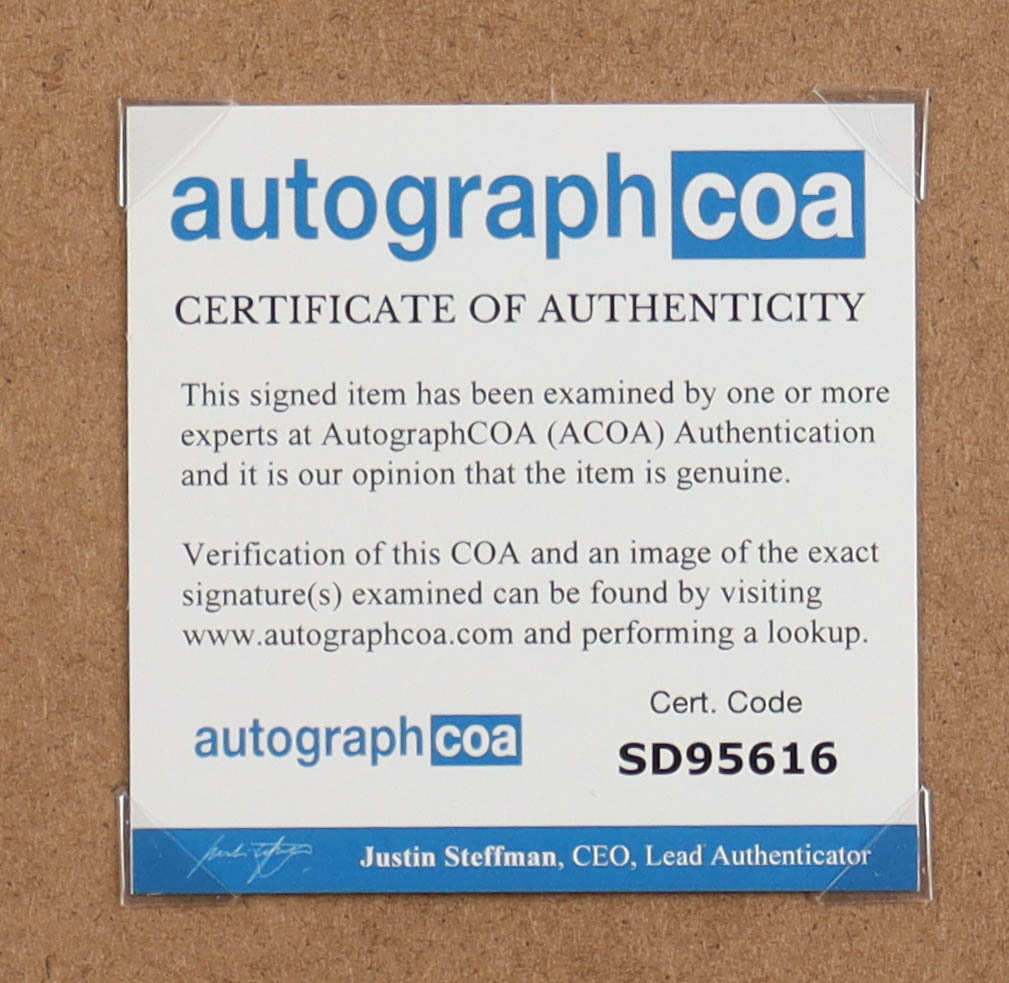 autographcoa
CERTIFICATE OF AUTHENTICITY
This signed item has been examined by one or more
experts at AutographCOA (ACOA) Authentication
and it is our opinion that the item is genuine.
Verification of this COA and an image of the exact
signature(s) examined can be found by visiting
www.autographcoa.com and performing a lookup.
Cert. Code
autographcoa SD95616
Justin Steffman, CEO, Lead Authenticator